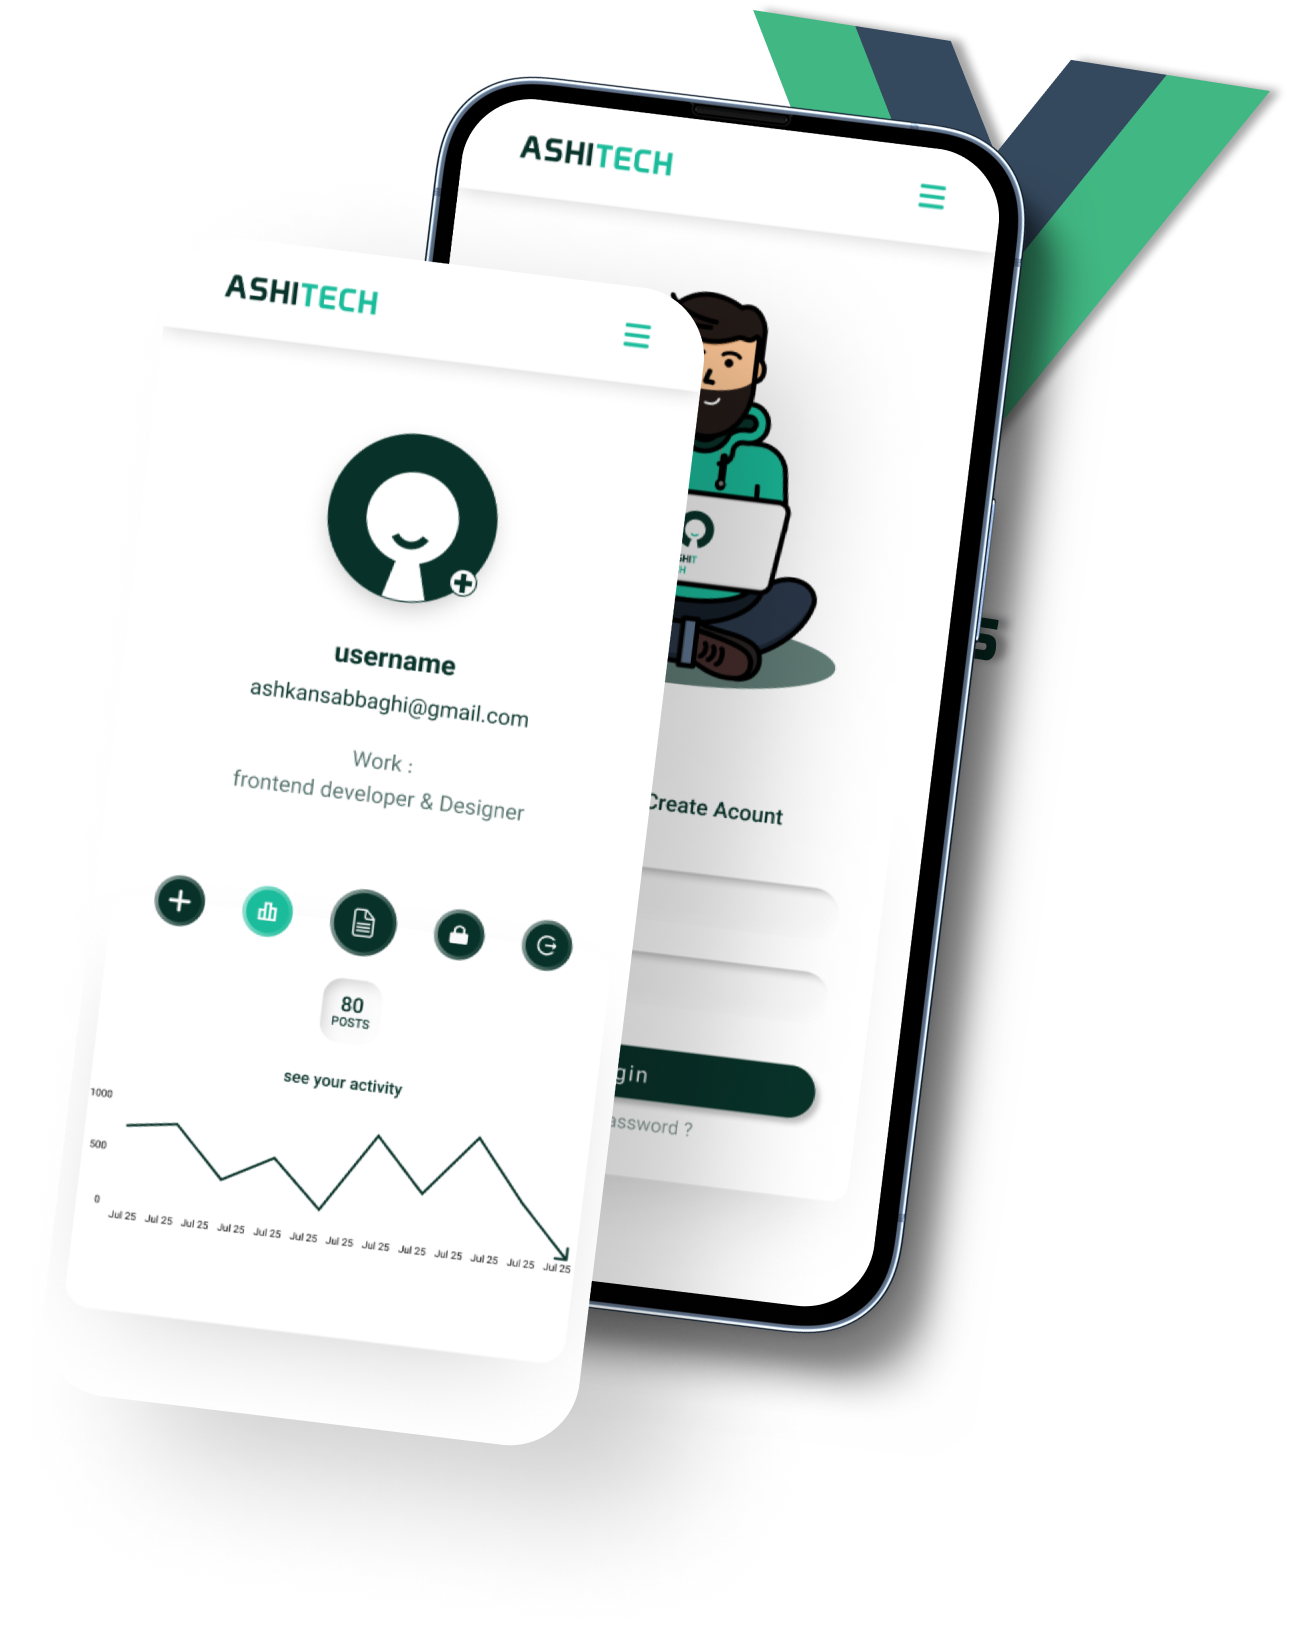 ASHITECH
ASHITECH
username
ashkansabbaghi@gmail.com
Work :
frontend developer & Designer
80
POSTS
see your activity
1000
500
0
Jul 25 Jul 25 Jul 25 Jul 25 Jul 25 Jul 25 Jul 25 Jul 25 Jul 25 Jul 25 Jul 25 Jul 25 Jul 25
Create Acount